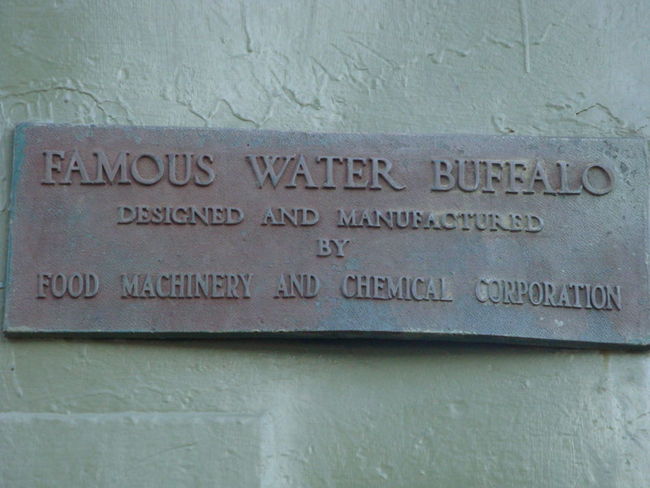 FAMOUS WATER BUFFALO
DESIGNED AND MANUFACTURED
BY
FOOD MACHINERY AND CHEMICAL CORPORATION